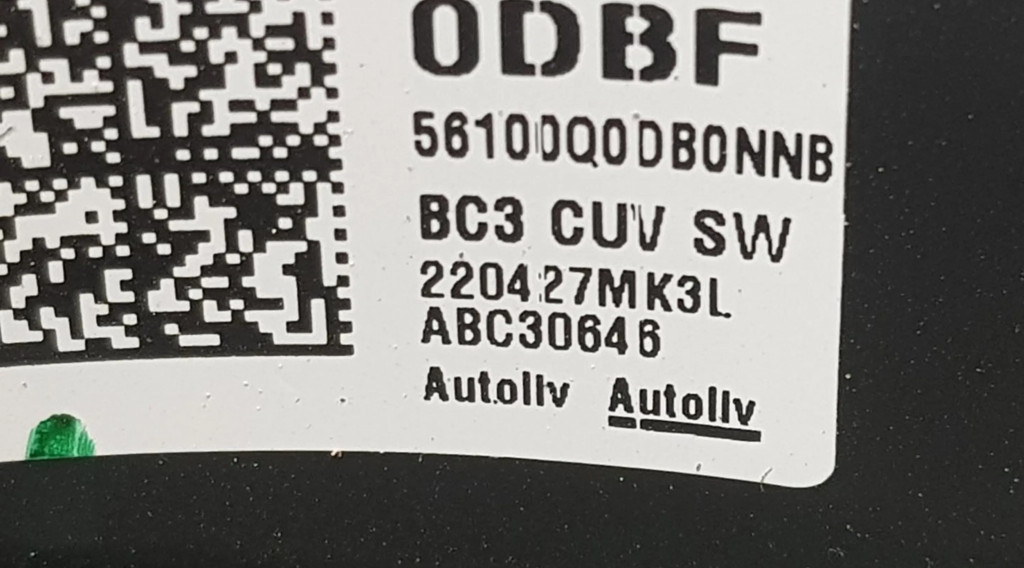 0DBF
56100Q0DB0NNB
BC3 CUV SW
220427MK3L
ABC30646
Autoliv Autoliv